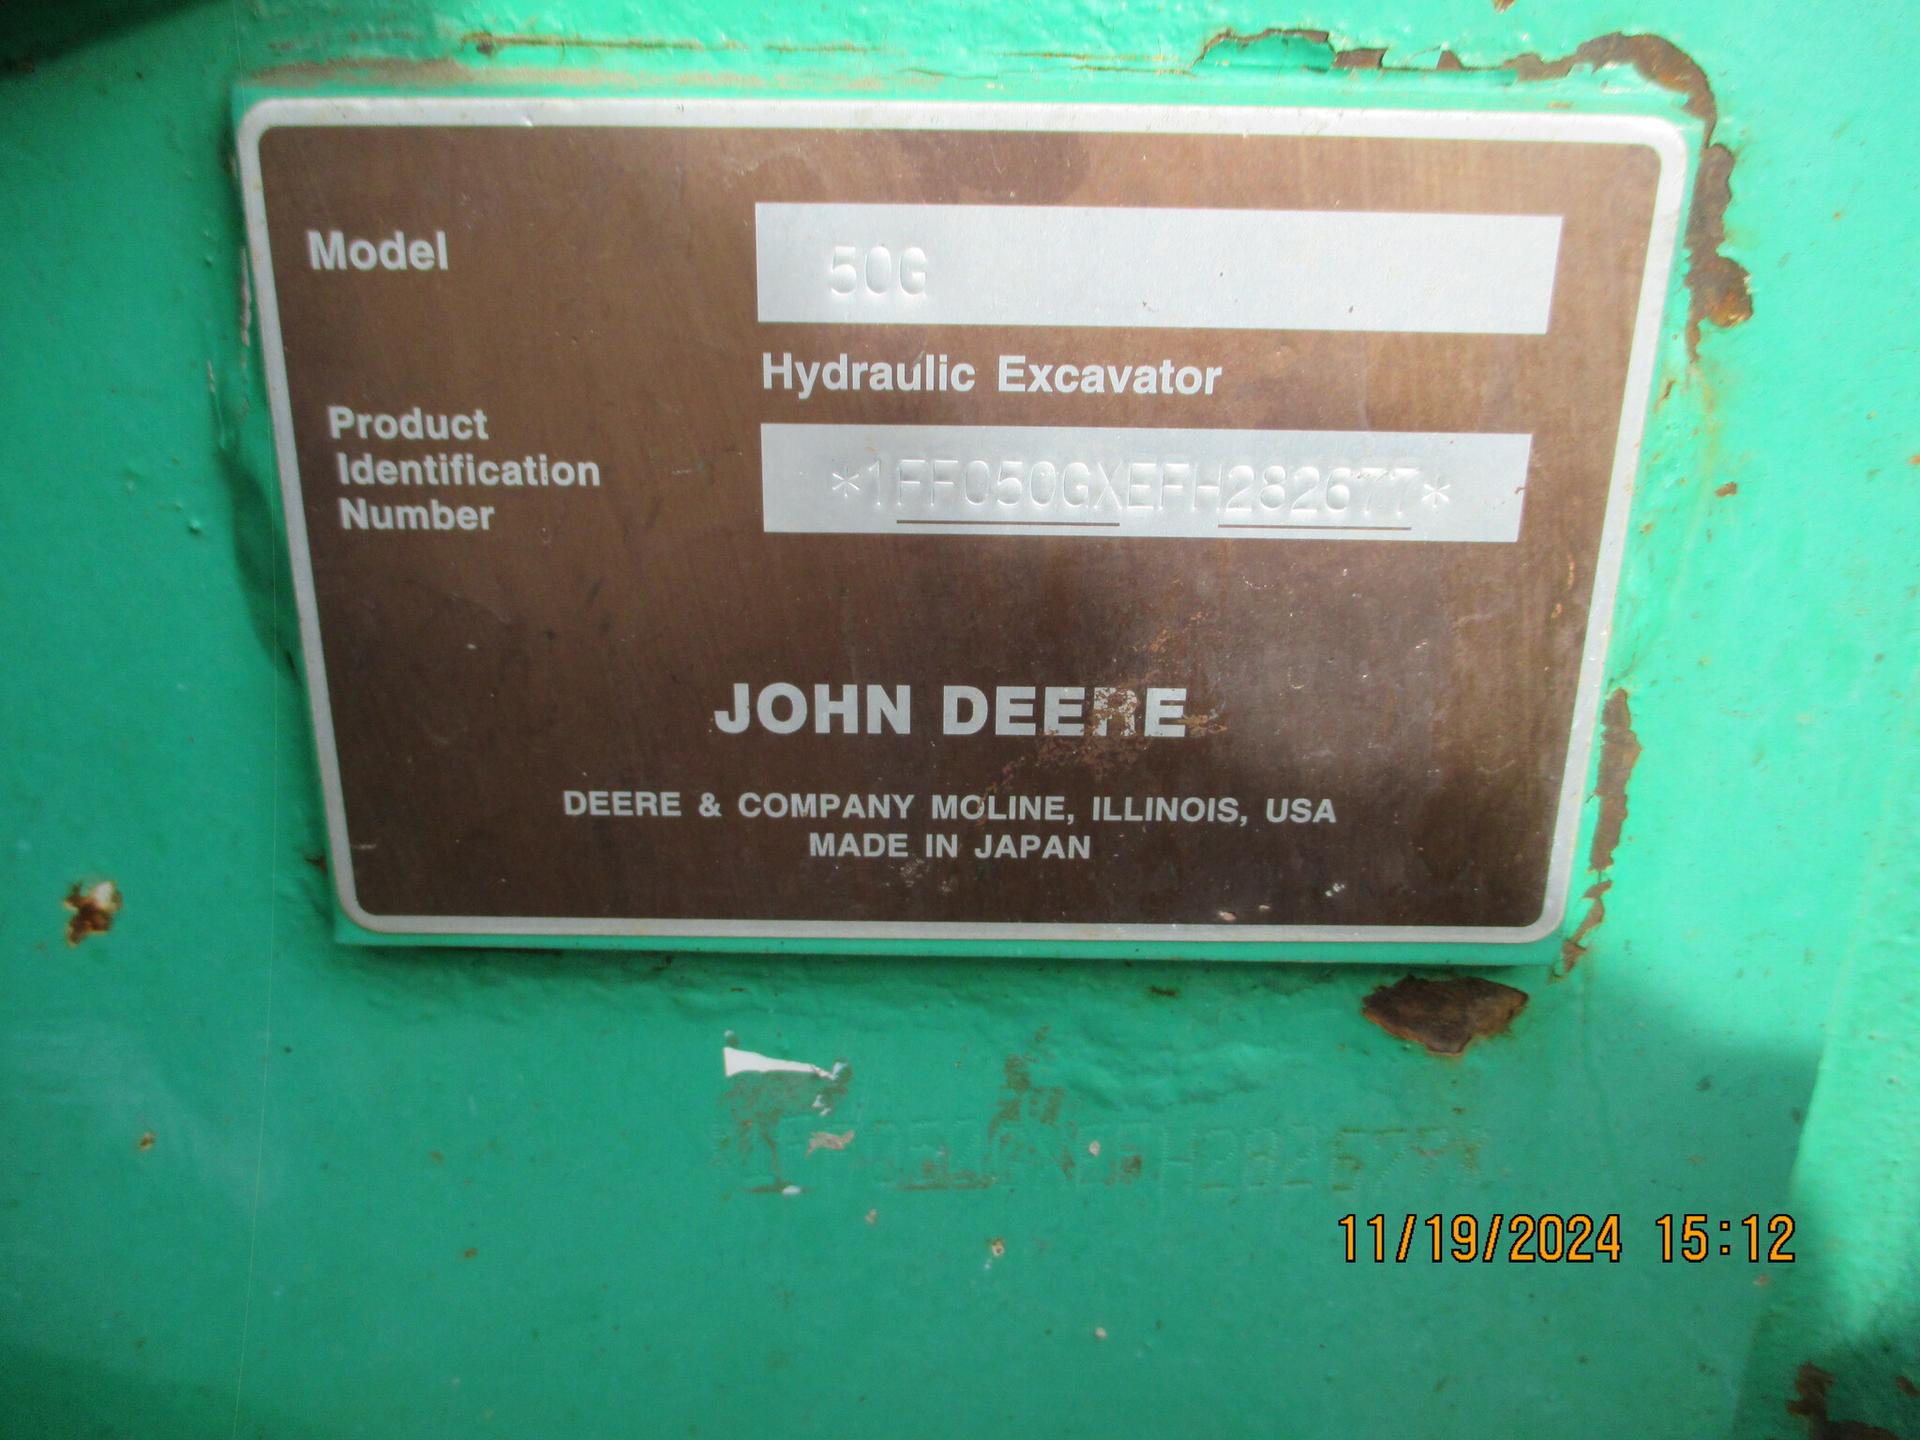 Model
50G
Hydraulic Excavator
Product
Identification
Number
*1FF050GXEFH282677*
JOHN DEERE
DEERE & COMPANY MOLINE, ILLINOIS, USA
MADE IN JAPAN
11/19/2024 15:12